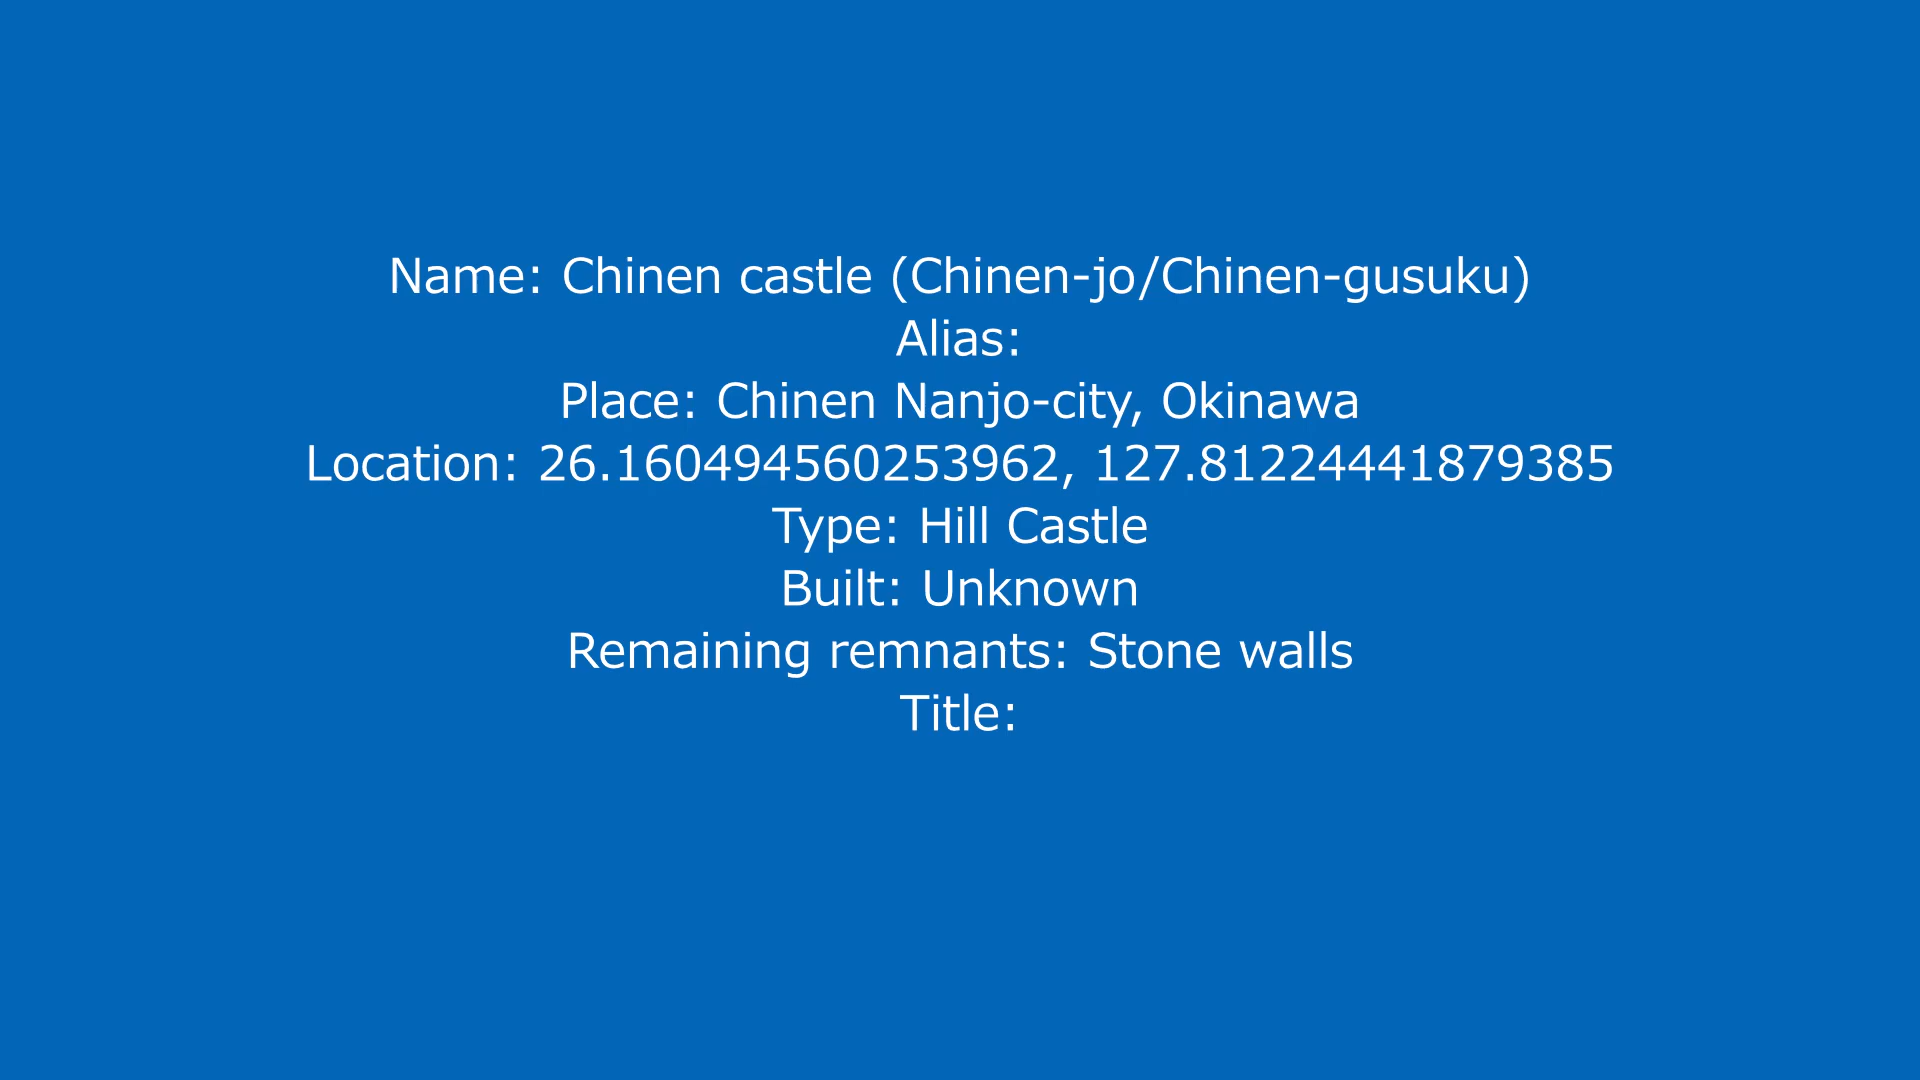 Name: Chinen castle (Chinen-jo/Chinen-gusuku)
Alias:
Place: Chinen Nanjo-city, Okinawa
Location: 26.160494560253962, 127.81224441879385
Type: Hill Castle
Built: Unknown
Remaining remnants: Stone walls
Title: